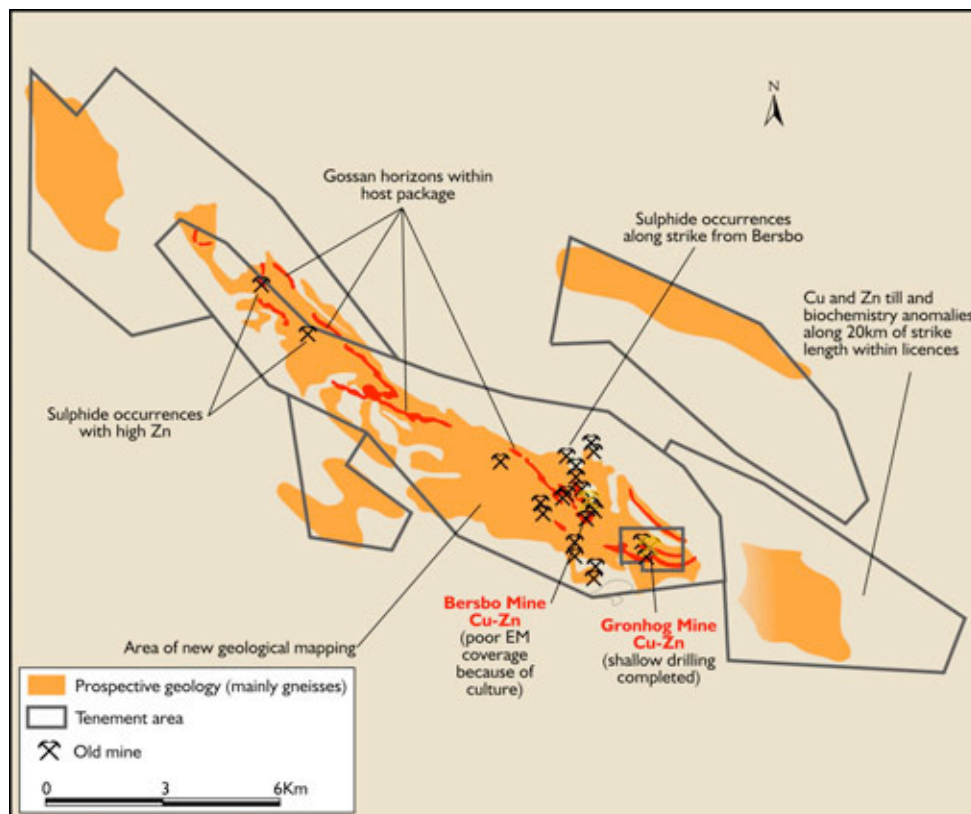 N
Gossan horizons within
host package
Sulphide occurrences
along strike from Bersbo
Cu and Zn till and
biochemistry anomalies
along 20km of strike
length within licences
Sulphide occurrences
with high Zn
Area of new geological mapping
Bersbo Mine
Cu-Zn
(poor EM
coverage
because of
culture)
Gronhog Mine
Cu-Zn
(shallow drilling
completed)
Prospective geology (mainly gneisses)
Tenement area
Old mine
0 3 6Km